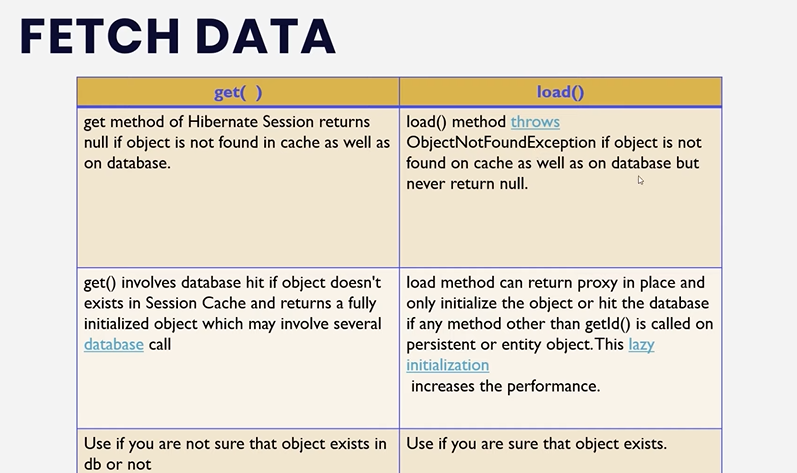 FETCH DATA
get( )
load()
get method of Hibernate Session returns
null if object is not found in cache as well as
on database.
load() method throws
ObjectNotFoundException if object is not
found on cache as well as on database but
never return null.
get() involves database hit if object doesn't
exists in Session Cache and returns a fully
initialized object which may involve several
database call
load method can return proxy in place and
only initialize the object or hit the database
if any method other than getId() is called on
persistent or entity object. This lazy
initialization
increases the performance.
Use if you are not sure that object exists in
db or not
Use if you are sure that object exists.